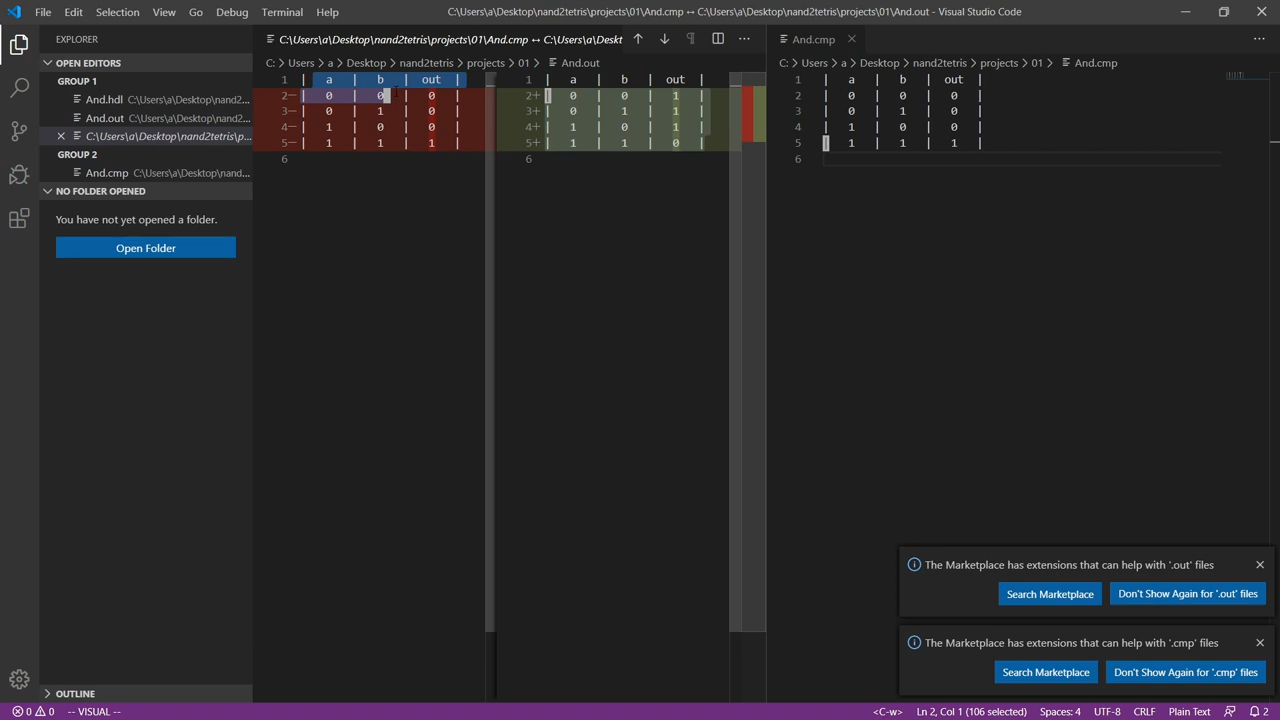 File Edit Selection View Go Debug Terminal Help
C:\Users\a\Desktop\nand2tetris\projects\01\And.cmp ↔ C:\Users\a\Desktop\nand2tetris\projects\01\And.out - Visual Studio Code
EXPLORER
OPEN EDITORS
GROUP 1
And.hdl C:\Users\a\Desktop\nand2...
And.out C:\Users\a\Desktop\nand2...
C:\Users\a\Desktop\nand2tetris\p...
GROUP 2
And.cmp C:\Users\a\Desktop\nand...
NO FOLDER OPENED
You have not yet opened a folder.
Open Folder
OUTLINE
C:\Users\a\Desktop\nand2tetris\projects\01\And.cmp ↔ C:\Users\a\Deskt
C: > Users > a > Desktop > nand2tetris > projects > 01 > And.out
1 | a | b | out |
2− | 0 | 0 | 0 |
3− | 0 | 1 | 0 |
4− | 1 | 0 | 0 |
5− | 1 | 1 | 1 |
6
1 | a | b | out |
2+ | 0 | 0 | 1 |
3+ | 0 | 1 | 1 |
4+ | 1 | 0 | 1 |
5+ | 1 | 1 | 0 |
6
And.cmp
C: > Users > a > Desktop > nand2tetris > projects > 01 > And.cmp
1 | a | b | out |
2 | 0 | 0 | 0 |
3 | 0 | 1 | 0 |
4 | 1 | 0 | 0 |
5 | 1 | 1 | 1 |
6
The Marketplace has extensions that can help with '.out' files
Search Marketplace Don't Show Again for '.out' files
The Marketplace has extensions that can help with '.cmp' files
Search Marketplace Don't Show Again for '.cmp' files
0 0 -- VISUAL -- <C-w> Ln 2, Col 1 (106 selected) Spaces: 4 UTF-8 CRLF Plain Text 2